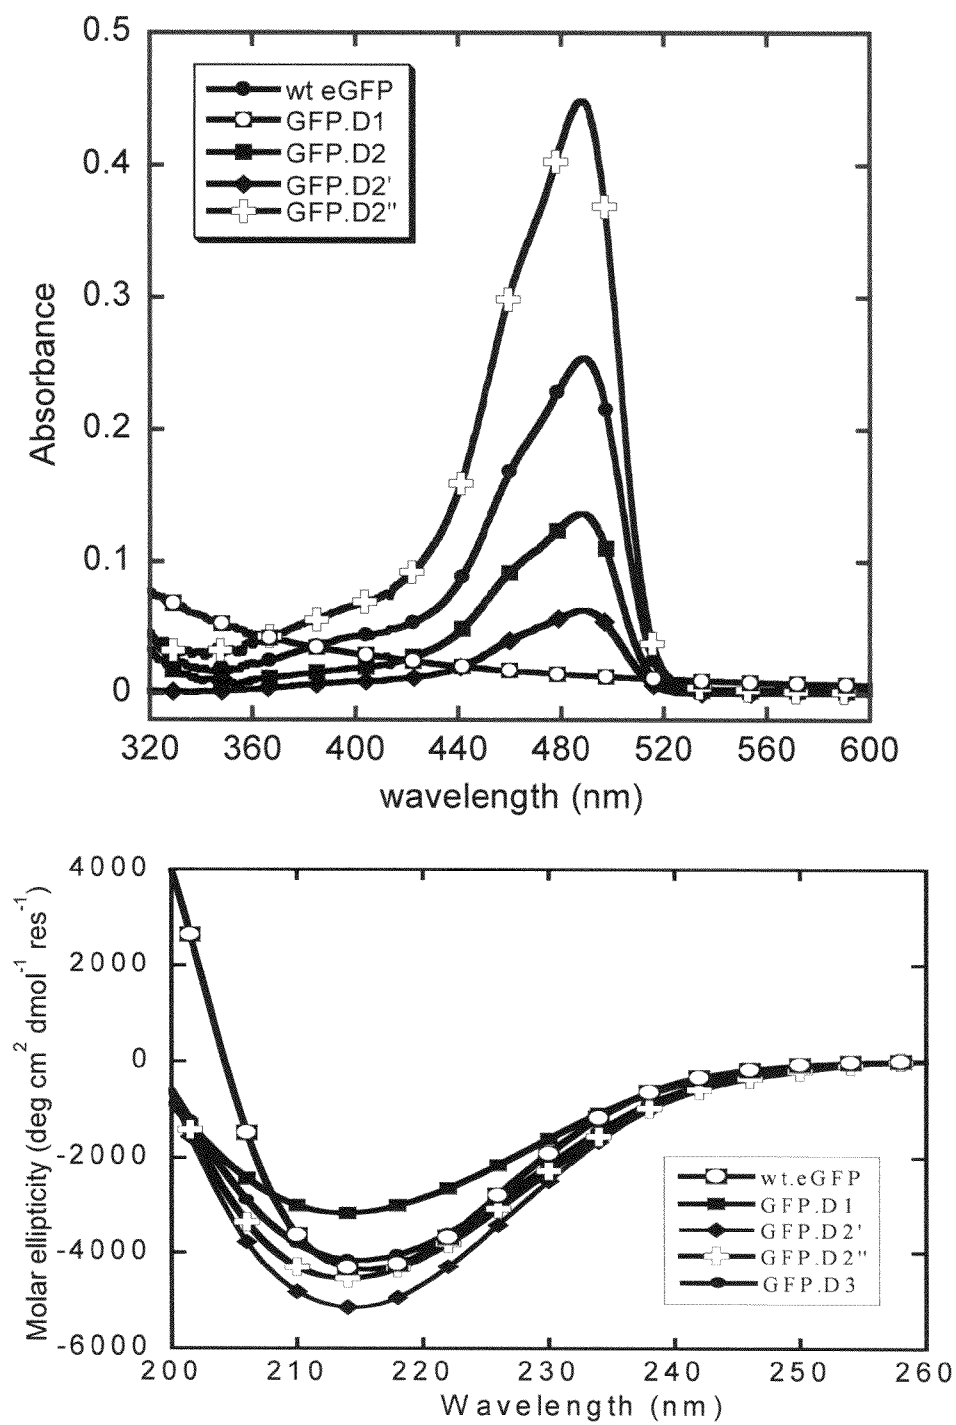 0.5
wt eGFP
GFP.D1
GFP.D2
GFP.D2'
GFP.D2"
0.4
0.3
0.2
0.1
0
Absorbance
320 360 400 440 480 520 560 600
wavelength (nm)
4000
2000
0
-2000
-4000
-6000
Molar ellipticity (deg cm² dmol⁻¹ res⁻¹)
wt.eGFP
GFP.D1
GFP.D2'
GFP.D2"
GFP.D3
200 210 220 230 240 250 260
Wavelength (nm)